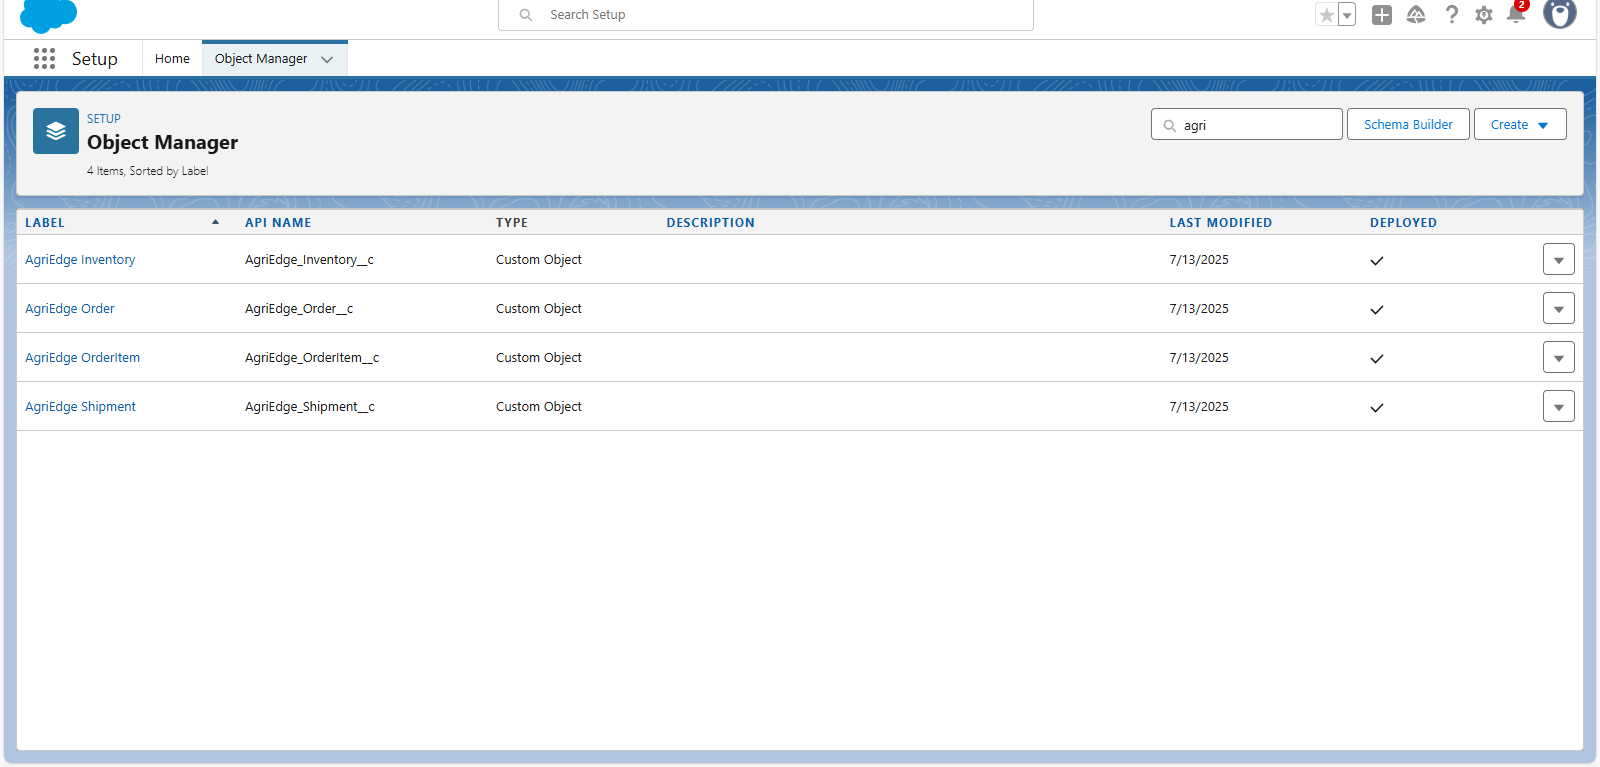 Search Setup
2
Setup Home Object Manager
SETUP
Object Manager
4 Items, Sorted by Label
agri Schema Builder Create
LABEL API NAME TYPE DESCRIPTION LAST MODIFIED DEPLOYED
AgriEdge Inventory AgriEdge_Inventory__c Custom Object 7/13/2025
AgriEdge Order AgriEdge_Order__c Custom Object 7/13/2025
AgriEdge OrderItem AgriEdge_OrderItem__c Custom Object 7/13/2025
AgriEdge Shipment AgriEdge_Shipment__c Custom Object 7/13/2025